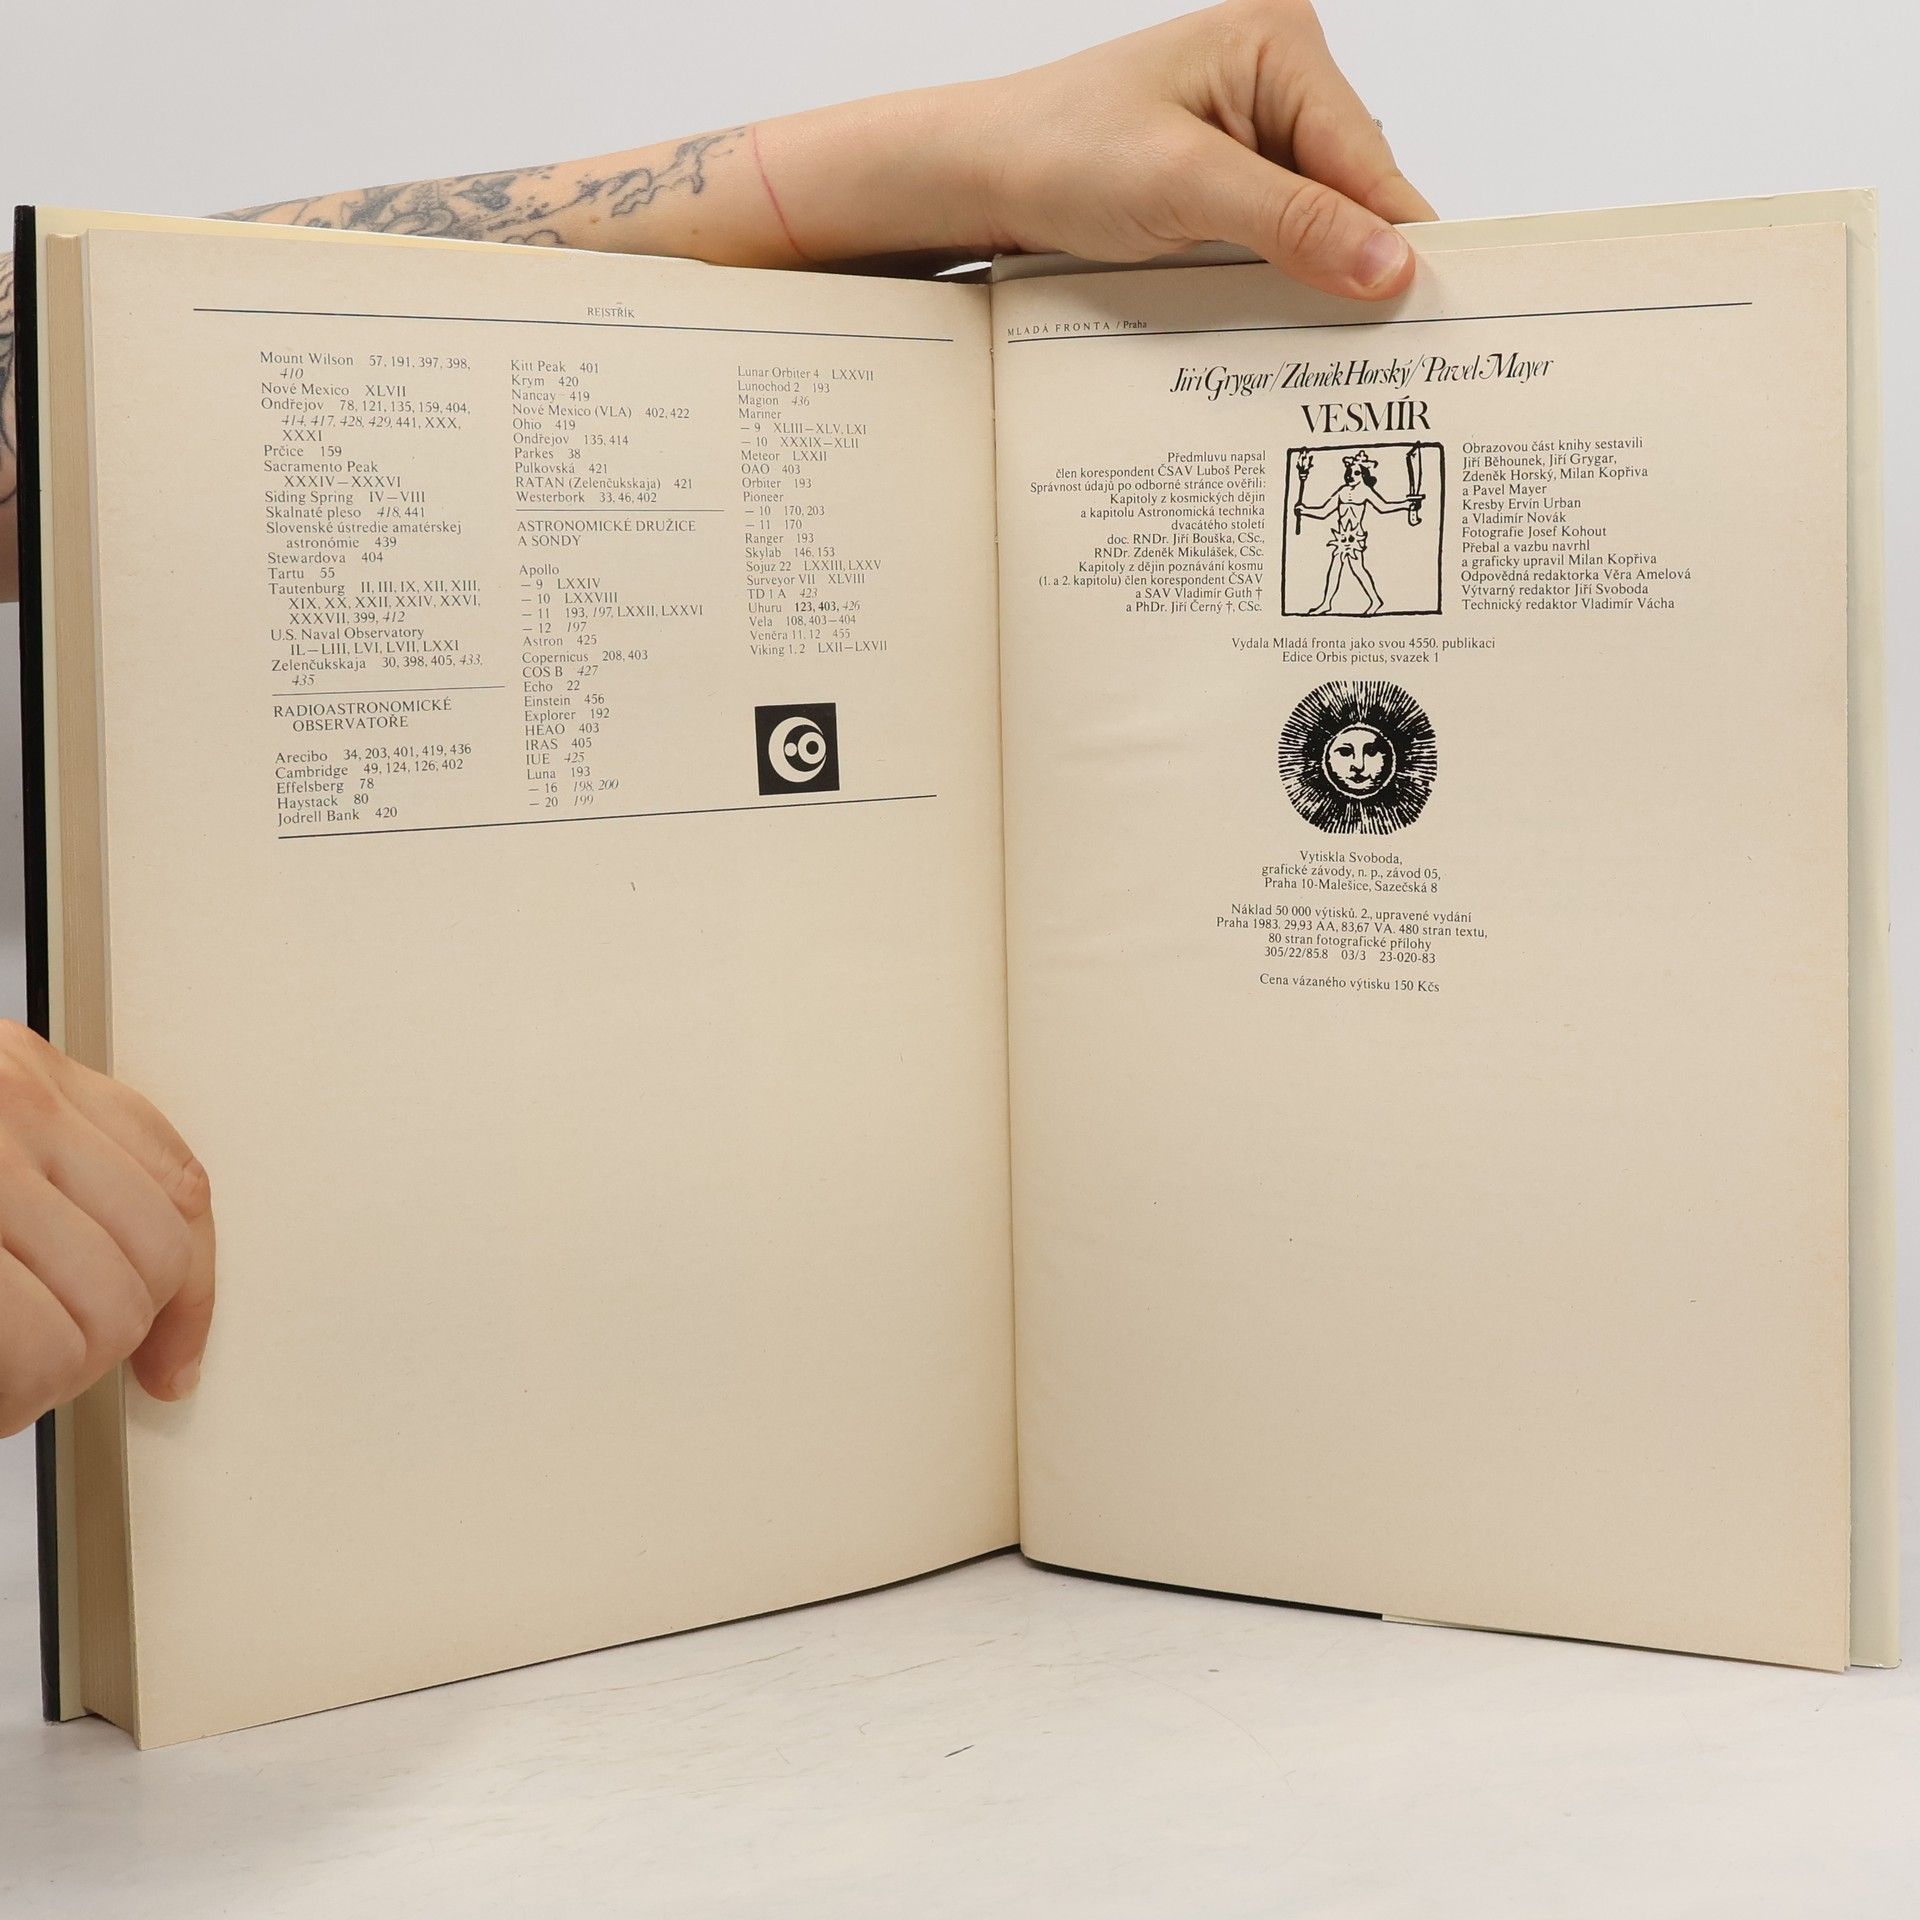 REJSTŘÍK
Mount Wilson 57, 191, 397, 398,
410
Nové Mexico XLVII
Ondřejov 78, 121, 135, 159, 404,
414, 417, 428, 429, 441, XXX,
XXXI
Prčice 159
Sacramento Peak
XXXIV—XXXVI
Siding Spring IV—VIII
Skalnaté pleso 418, 441
Slovenské ústredie amatérskej
astronómie 439
Stewardova 404
Tartu 55
Tautenburg II, III, IX, XII, XIII,
XIX, XX, XXII, XXIV, XXVI,
XXXVII, 399, 412
U.S. Naval Observatory
IL—LIII, LVI, LVII, LXXI
Zelenčukskaja 30, 398, 405, 433,
435
RADIOASTRONOMICKÉ
OBSERVATOŘE
Arecibo 34, 203, 401, 419, 436
Cambridge 49, 124, 126, 402
Effelsberg 78
Haystack 80
Jodrell Bank 420
Kitt Peak 401
Krym 420
Nancay 419
Nové Mexico (VLA) 402, 422
Ohio 419
Ondřejov 135, 414
Parkes 38
Pulkovská 421
RATAN (Zelenčukskaja) 421
Westerbork 33, 46, 402
ASTRONOMICKÉ DRUŽICE
A SONDY
Apollo
— 9 LXXIV
— 10 LXXVIII
— 11 193, 197, LXXII, LXXVI
— 12 197
Astron 425
Copernicus 208, 403
COS B 427
Echo 22
Einstein 456
Explorer 192
HEAO 403
IRAS 405
IUE 425
Luna 193
— 16 198, 200
— 20 199
Lunar Orbiter 4 LXXVII
Lunochod 2 193
Magion 436
Mariner
— 9 XLIII—XLV, LXI
— 10 XXXIX—XLII
Meteor LXXII
OAO 403
Orbiter 193
Pioneer
— 10 170, 203
— 11 170
Ranger 193
Skylab 146, 153
Sojuz 22 LXXIII, LXXV
Surveyor VII XLVIII
TD 1 A 423
Uhuru 123, 403, 426
Vela 108, 403—404
Veněra 11, 12 455
Viking 1, 2 LXII—LXVII
MLADÁ FRONTA / Praha
Jiří Grygar/Zdeněk Horský/Pavel Mayer
VESMÍR
Předmluvu napsal
člen korespondent ČSAV Luboš Perek
Správnost údajů po odborné stránce ověřili:
Kapitoly z kosmických dějin
a kapitolu Astronomická technika
dvacátého století
doc. RNDr. Jiří Bouška, CSc.,
RNDr. Zdeněk Mikulášek, CSc.
Kapitoly z dějin poznávání kosmu
(1. a 2. kapitolu) člen korespondent ČSAV
a SAV Vladimír Guth †
a PhDr. Jiří Černý †, CSc.
Obrazovou část knihy sestavili
Jiří Běhounek, Jiří Grygar,
Zdeněk Horský, Milan Kopřiva
a Pavel Mayer
Kresby Ervín Urban
a Vladimír Novák
Fotografie Josef Kohout
Přebal a vazbu navrhl
a graficky upravil Milan Kopřiva
Odpovědná redaktorka Věra Amelová
Výtvarný redaktor Jiří Svoboda
Technický redaktor Vladimír Vácha
Vydala Mladá fronta jako svou 4550. publikaci
Edice Orbis pictus, svazek 1
Vytiskla Svoboda,
grafické závody, n. p., závod 05,
Praha 10-Malešice, Sazečská 8
Náklad 50 000 výtisků. 2., upravené vydání
Praha 1983. 29,93 AA, 83,67 VA. 480 stran textu,
80 stran fotografické přílohy
305/22/85.8 03/3 23-020-83
Cena vázaného výtisku 150 Kčs